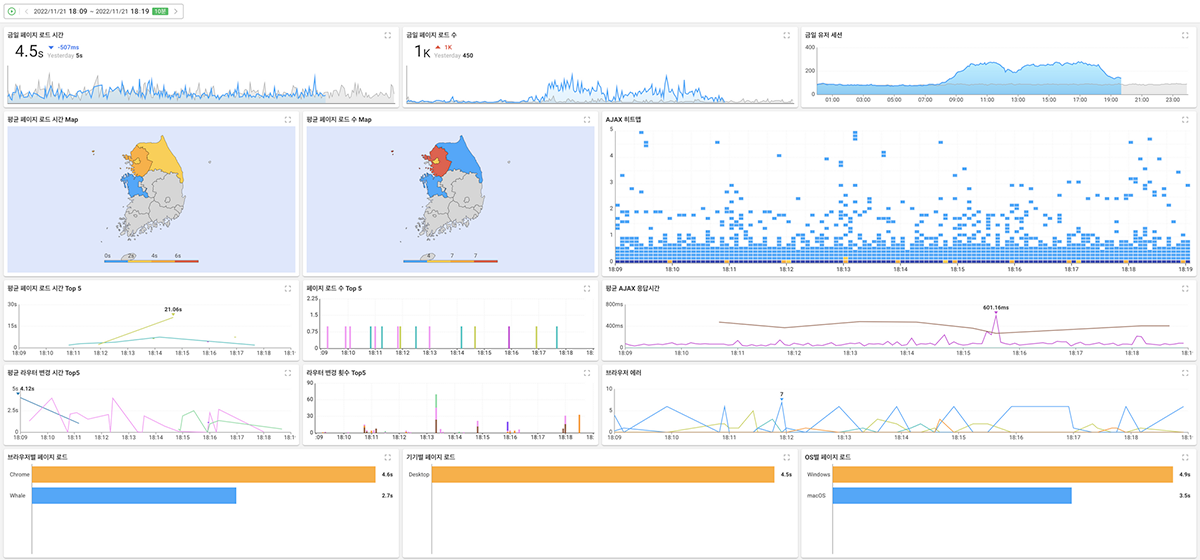 2022/11/21 18:09 ~ 2022/11/21 18:19 10분
금일 페이지 로드 시간
4.5s -507ms
Yesterday 5s
금일 페이지 로드 수
1K 1K
Yesterday 450
금일 유저 세션
400
200
0
01:00 03:00 05:00 07:00 09:00 11:00 13:00 15:00 17:00 19:00 21:00 23:00
평균 페이지 로드 시간 Map
0s 2s 4s 6s
평균 페이지 로드 수 Map
4 7 7
AJAX 히트맵
5
4
3
2
1
0
18:09 18:10 18:11 18:12 18:13 18:14 18:15 18:16 18:17 18:18 18:19
평균 페이지 로드 시간 Top 5
30s
15s
0
21.06s
18:09 18:10 18:11 18:12 18:13 18:14 18:15 18:16 18:17 18:18 18:1
페이지 로드 수 Top 5
2.25
1.5
0.75
0
:09 18:10 18:11 18:12 18:13 18:14 18:15 18:16 18:17 18:18 18:
평균 AJAX 응답시간
800ms
400ms
0
601.16ms
18:09 18:10 18:11 18:12 18:13 18:14 18:15 18:16 18:17 18:18 18:1
평균 라우터 변경 시간 Top5
5s 4.12s
2.5s
0
18:09 18:10 18:11 18:12 18:13 18:14 18:15 18:16 18:17 18:18 18:1
라우터 변경 횟수 Top5
90
60
30
0
:09 18:10 18:11 18:12 18:13 18:14 18:15 18:16 18:17 18:18 18:
브라우저 에러
10
5
0
7
18:09 18:10 18:11 18:12 18:13 18:14 18:15 18:16 18:17 18:18 18:1
브라우저별 페이지 로드
Chrome 4.6s
Whale 2.7s
기기별 페이지 로드
Desktop 4.5s
OS별 페이지 로드
Windows 4.9s
macOS 3.5s